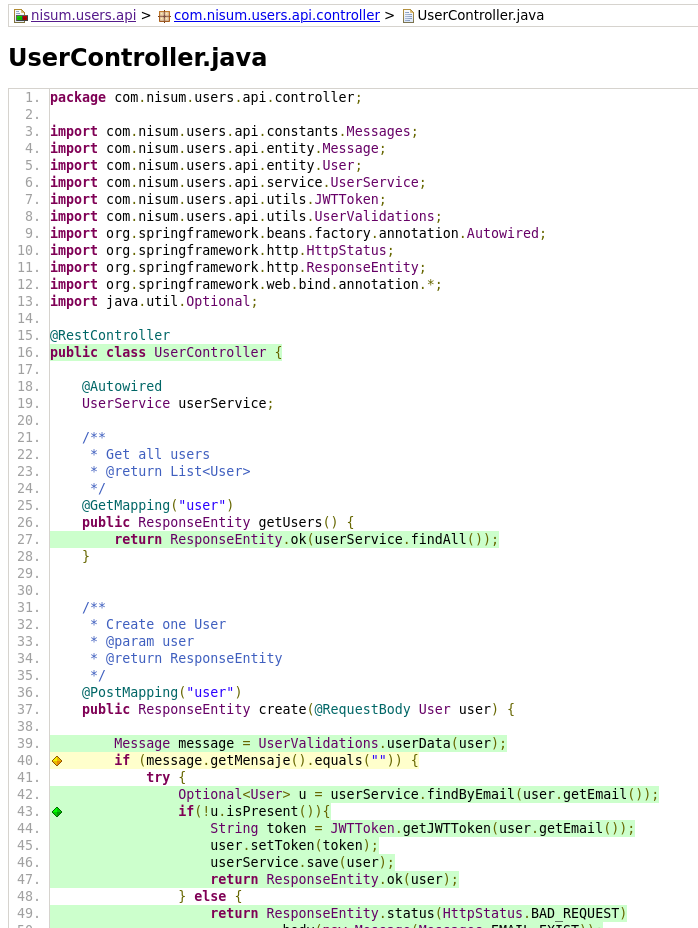 nisum.users.api > com.nisum.users.api.controller > UserController.java
UserController.java
1. package com.nisum.users.api.controller;
2.
3. import com.nisum.users.api.constants.Messages;
4. import com.nisum.users.api.entity.Message;
5. import com.nisum.users.api.entity.User;
6. import com.nisum.users.api.service.UserService;
7. import com.nisum.users.api.utils.JWTToken;
8. import com.nisum.users.api.utils.UserValidations;
9. import org.springframework.beans.factory.annotation.Autowired;
10. import org.springframework.http.HttpStatus;
11. import org.springframework.http.ResponseEntity;
12. import org.springframework.web.bind.annotation.*;
13. import java.util.Optional;
14.
15. @RestController
16. public class UserController {
17.
18.     @Autowired
19.     UserService userService;
20.
21.     /**
22.      * Get all users
23.      * @return List<User>
24.      */
25.     @GetMapping("user")
26.     public ResponseEntity getUsers() {
27.         return ResponseEntity.ok(userService.findAll());
28.     }
29.
30.
31.     /**
32.      * Create one User
33.      * @param user
34.      * @return ResponseEntity
35.      */
36.     @PostMapping("user")
37.     public ResponseEntity create(@RequestBody User user) {
38.
39.         Message message = UserValidations.userData(user);
40.         if (message.getMensaje().equals("")) {
41.             try {
42.                 Optional<User> u = userService.findByEmail(user.getEmail());
43.                 if(!u.isPresent()){
44.                     String token = JWTToken.getJWTToken(user.getEmail());
45.                     user.setToken(token);
46.                     userService.save(user);
47.                     return ResponseEntity.ok(user);
48.                 } else {
49.                     return ResponseEntity.status(HttpStatus.BAD_REQUEST)
50.                             .body(new Message(Messages.EMAIL_EXIST));